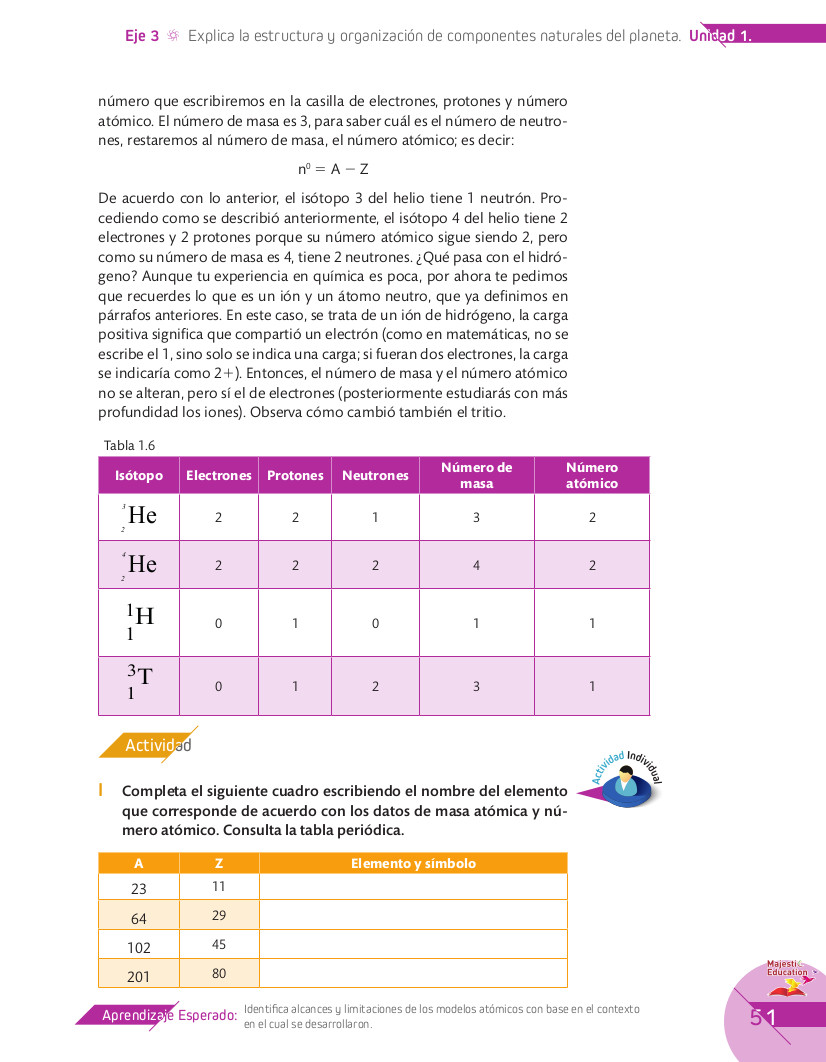 Eje 3 Explica la estructura y organización de componentes naturales del planeta. Unidad 1.
número que escribiremos en la casilla de electrones, protones y número
atómico. El número de masa es 3, para saber cuál es el número de neutro-
nes, restaremos al número de masa, el número atómico; es decir:
n⁰ = A − Z
De acuerdo con lo anterior, el isótopo 3 del helio tiene 1 neutrón. Pro-
cediendo como se describió anteriormente, el isótopo 4 del helio tiene 2
electrones y 2 protones porque su número atómico sigue siendo 2, pero
como su número de masa es 4, tiene 2 neutrones. ¿Qué pasa con el hidró-
geno? Aunque tu experiencia en química es poca, por ahora te pedimos
que recuerdes lo que es un ión y un átomo neutro, que ya definimos en
párrafos anteriores. En este caso, se trata de un ión de hidrógeno, la carga
positiva significa que compartió un electrón (como en matemáticas, no se
escribe el 1, sino solo se indica una carga; si fueran dos electrones, la carga
se indicaría como 2+). Entonces, el número de masa y el número atómico
no se alteran, pero sí el de electrones (posteriormente estudiarás con más
profundidad los iones). Observa cómo cambió también el tritio.
Tabla 1.6
Isótopo Electrones Protones Neutrones Número de masa Número atómico
³₂He 2 2 1 3 2
⁴₂He 2 2 2 4 2
¹₁H 0 1 0 1 1
³₁T 0 1 2 3 1
Actividad
Actividad Individual
I Completa el siguiente cuadro escribiendo el nombre del elemento
que corresponde de acuerdo con los datos de masa atómica y nú-
mero atómico. Consulta la tabla periódica.
A Z Elemento y símbolo
23 11
64 29
102 45
201 80
Majestic
Education
Aprendizaje Esperado: Identifica alcances y limitaciones de los modelos atómicos con base en el contexto
en el cual se desarrollaron.
51